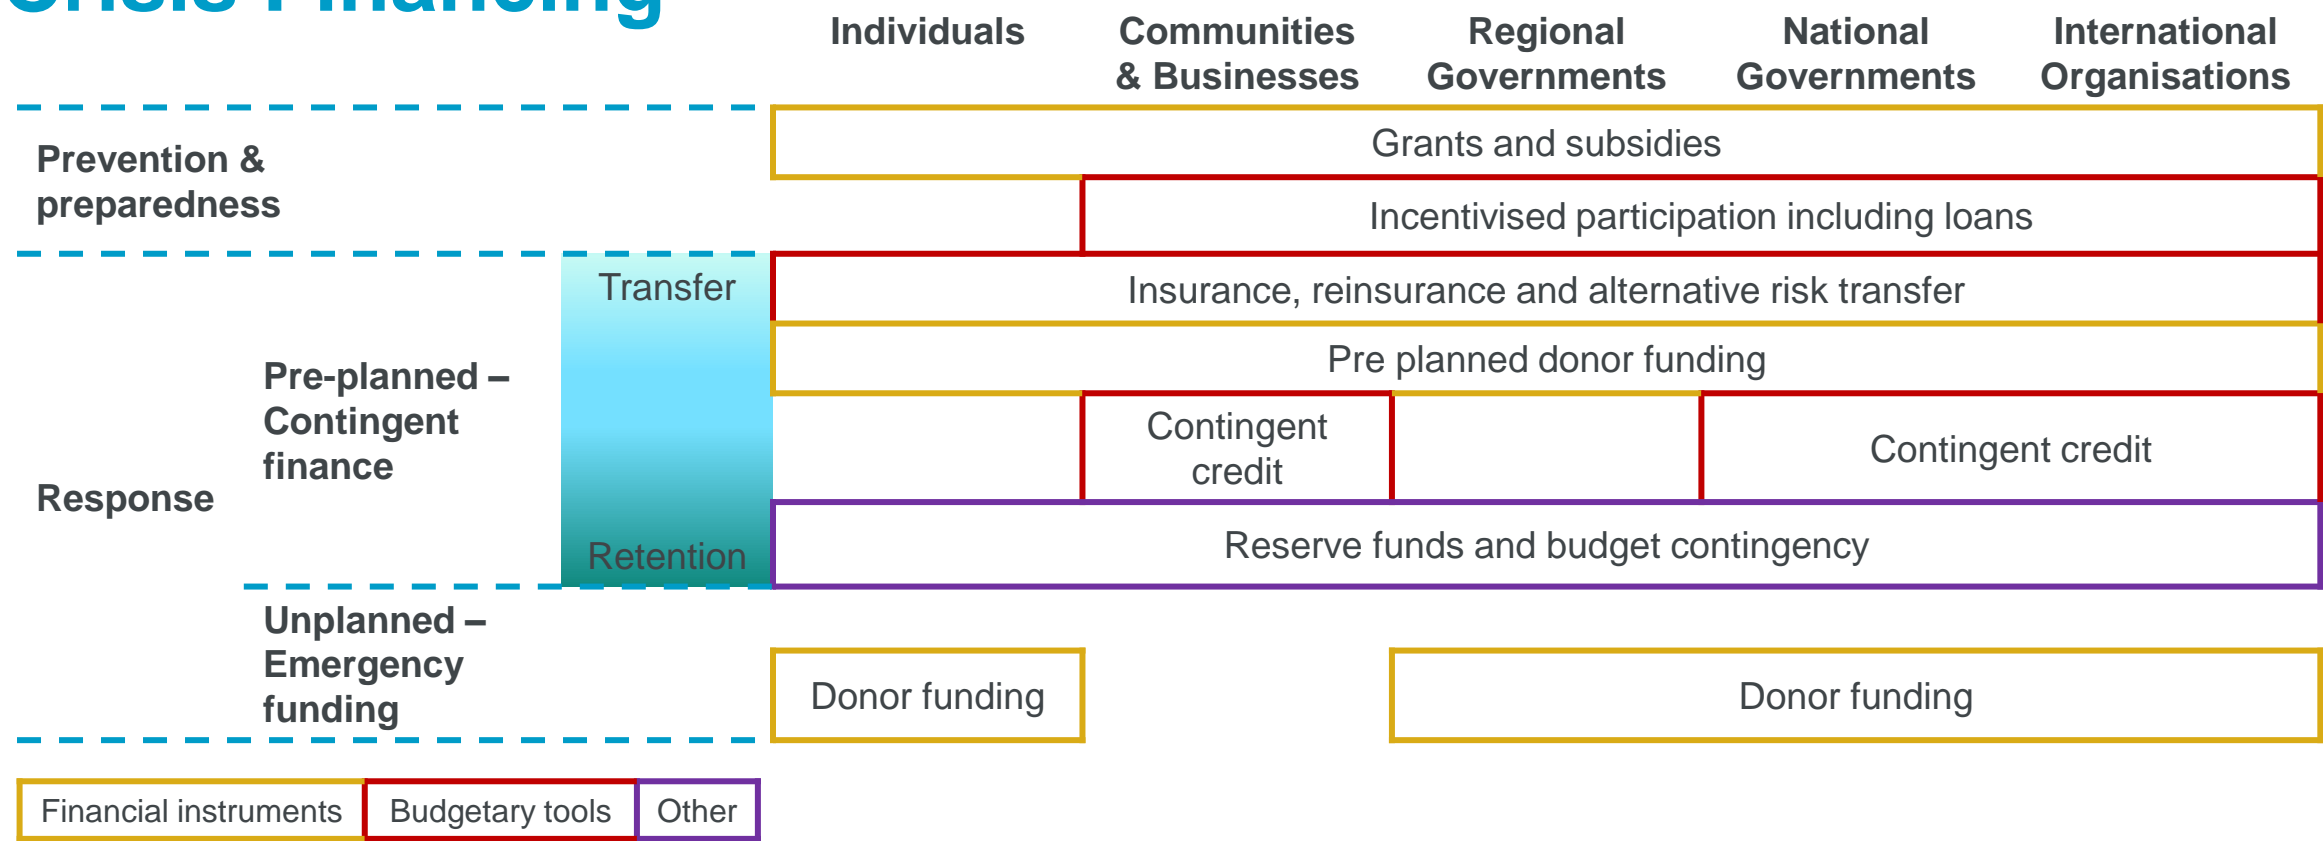 Crisis Financing
Individuals
Communities
& Businesses
Regional
Governments
National
Governments
International
Organisations
Prevention &
preparedness
Grants and subsidies
Incentivised participation including loans
Response
Pre-planned –
Contingent
finance
Transfer
Retention
Insurance, reinsurance and alternative risk transfer
Pre planned donor funding
Contingent
credit
Contingent credit
Reserve funds and budget contingency
Unplanned –
Emergency
funding
Donor funding
Donor funding
Financial instruments
Budgetary tools
Other